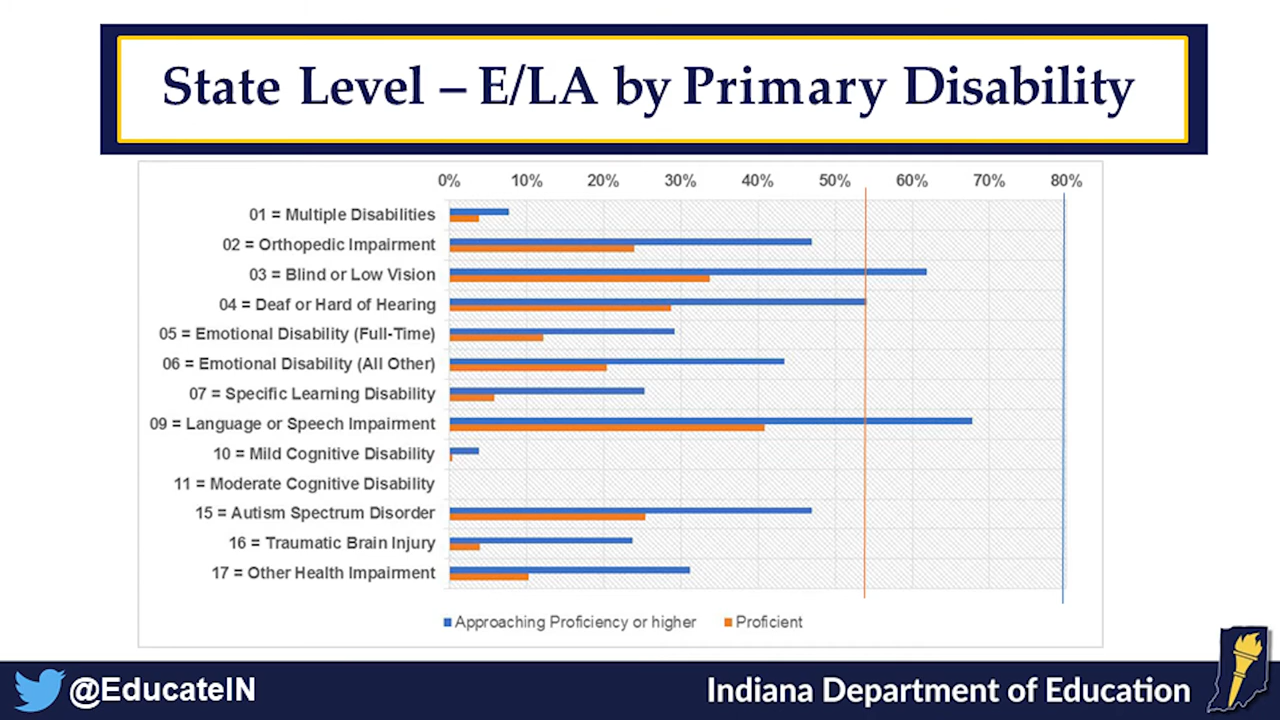 State Level – E/LA by Primary Disability
0% 10% 20% 30% 40% 50% 60% 70% 80%
01 = Multiple Disabilities
02 = Orthopedic Impairment
03 = Blind or Low Vision
04 = Deaf or Hard of Hearing
05 = Emotional Disability (Full-Time)
06 = Emotional Disability (All Other)
07 = Specific Learning Disability
09 = Language or Speech Impairment
10 = Mild Cognitive Disability
11 = Moderate Cognitive Disability
15 = Autism Spectrum Disorder
16 = Traumatic Brain Injury
17 = Other Health Impairment
Approaching Proficiency or higher Proficient
@EducateIN Indiana Department of Education